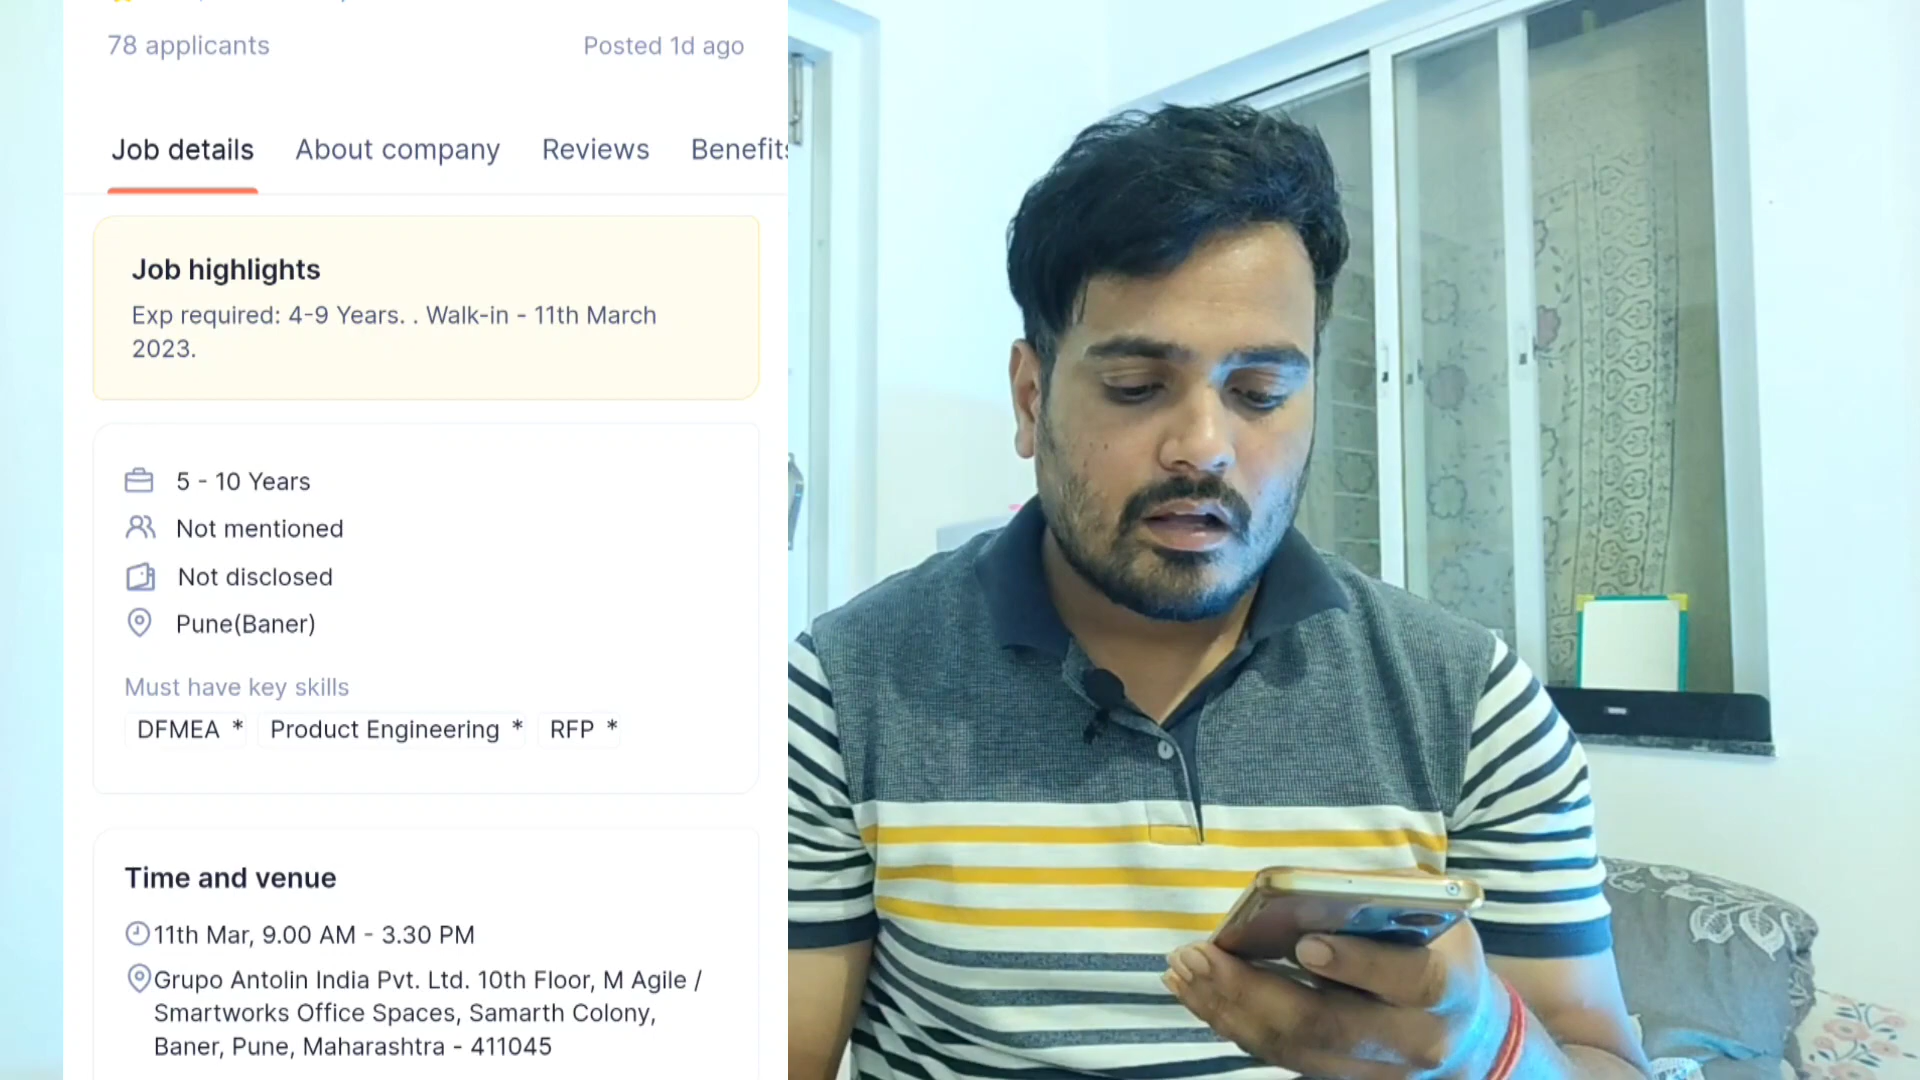 78 applicants
Posted 1d ago
Job details About company Reviews Benefits
Job highlights
Exp required: 4-9 Years. . Walk-in - 11th March
2023.
5 - 10 Years
Not mentioned
Not disclosed
Pune(Baner)
Must have key skills
DFMEA * Product Engineering * RFP *
Time and venue
11th Mar, 9.00 AM - 3.30 PM
Grupo Antolin India Pvt. Ltd. 10th Floor, M Agile /
Smartworks Office Spaces, Samarth Colony,
Baner, Pune, Maharashtra - 411045